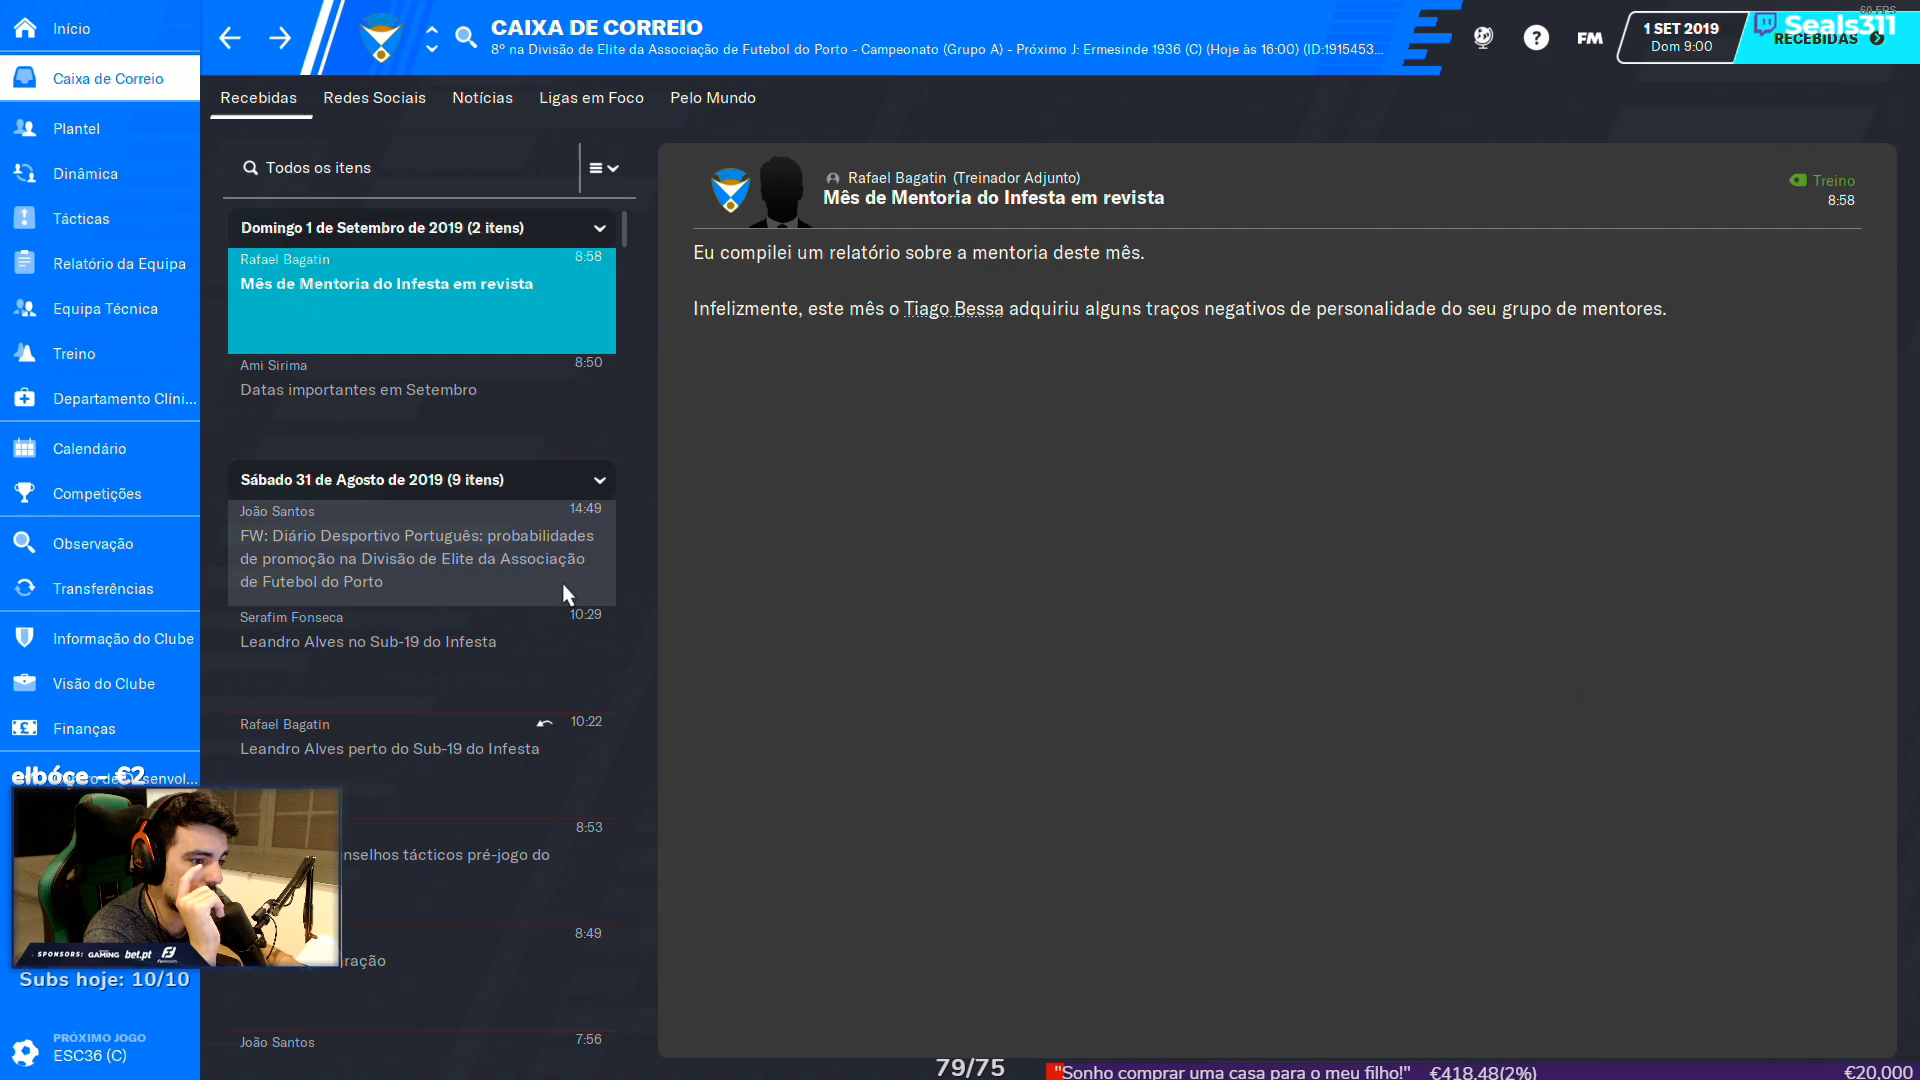 Início
Caixa de Correio
Plantel
Dinâmica
Tácticas
Relatório da Equipa
Equipa Técnica
Treino
Departamento Clíni...
Calendário
Competições
Observação
Transferências
Informação do Clube
Visão do Clube
Finanças
elbóce - €2
SPONSORS: GAMING bet.pt
Subs hoje: 10/10
PRÓXIMO JOGO
ESC36 (C)
CAIXA DE CORREIO
8º na Divisão de Elite da Associação de Futebol do Porto - Campeonato (Grupo A) - Próximo J: Ermesinde 1936 (C) (Hoje às 16:00) (ID:1915453...
FM
1 SET 2019
Dom 9:00
60 FPS
Seals311
RECEBIDAS
Recebidas
Redes Sociais
Notícias
Ligas em Foco
Pelo Mundo
Todos os itens
Domingo 1 de Setembro de 2019 (2 itens)
Rafael Bagatin 8:58
Mês de Mentoria do Infesta em revista
Ami Sirima 8:50
Datas importantes em Setembro
Sábado 31 de Agosto de 2019 (9 itens)
João Santos 14:49
FW: Diário Desportivo Português: probabilidades
de promoção na Divisão de Elite da Associação
de Futebol do Porto
Serafim Fonseca 10:29
Leandro Alves no Sub-19 do Infesta
Rafael Bagatin 10:22
Leandro Alves perto do Sub-19 do Infesta
8:53
nselhos tácticos pré-jogo do
8:49
ração
João Santos 7:56
Rafael Bagatin (Treinador Adjunto)
Mês de Mentoria do Infesta em revista
Treino
8:58
Eu compilei um relatório sobre a mentoria deste mês.
Infelizmente, este mês o Tiago Bessa adquiriu alguns traços negativos de personalidade do seu grupo de mentores.
79/75
"Sonho comprar uma casa para o meu filho!" €418.48(2%) €20,000